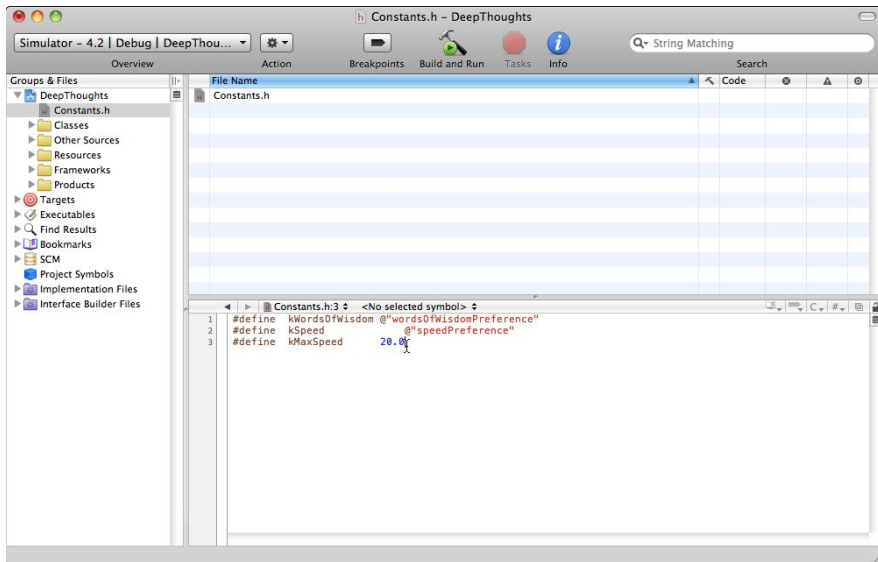 Constants.h – DeepThoughts
Simulator – 4.2 | Debug | DeepThou...
Overview
Action
Breakpoints
Build and Run
Tasks
Info
String Matching
Search
Groups & Files
DeepThoughts
Constants.h
Classes
Other Sources
Resources
Frameworks
Products
Targets
Executables
Find Results
Bookmarks
SCM
Project Symbols
Implementation Files
Interface Builder Files
File Name
Code
Constants.h
Constants.h:3
<No selected symbol>
C
#
1 #define kWordsOfWisdom @"wordsOfWisdomPreference"
2 #define kSpeed @"speedPreference"
3 #define kMaxSpeed 20.0